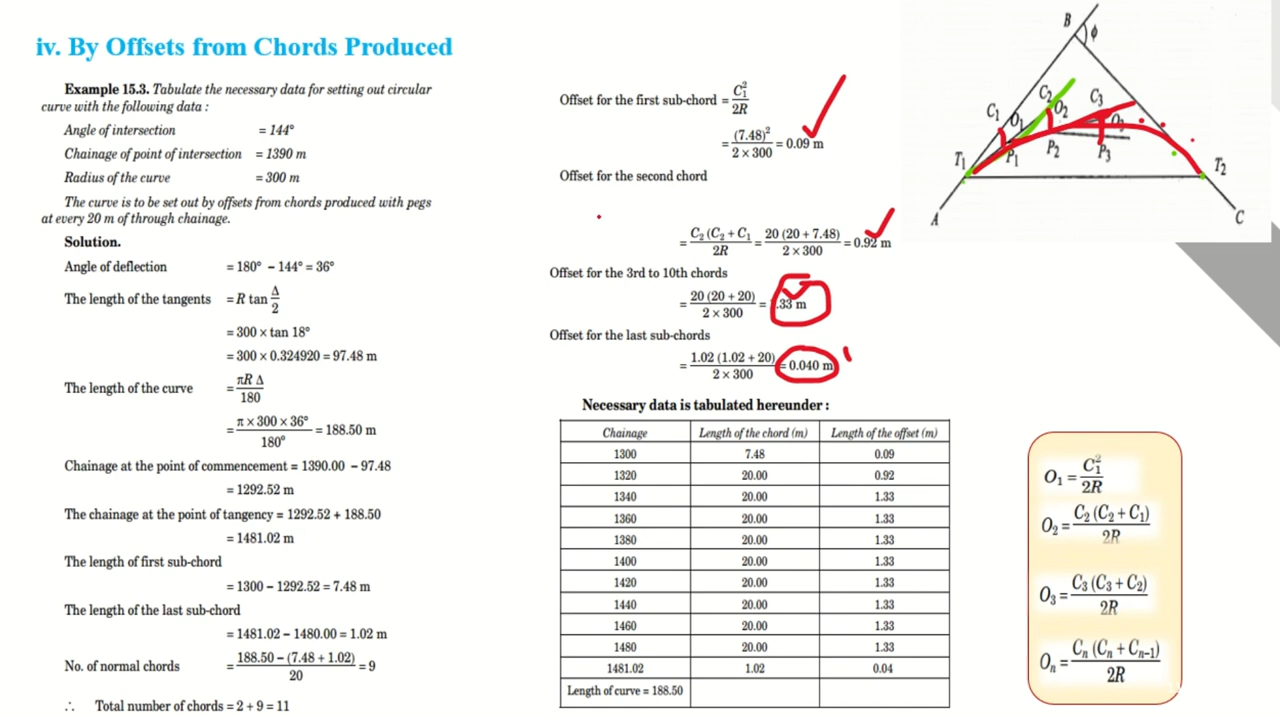 iv. By Offsets from Chords Produced
Example 15.3. Tabulate the necessary data for setting out circular
curve with the following data :
Angle of intersection = 144°
Chainage of point of intersection = 1390 m
Radius of the curve = 300 m
The curve is to be set out by offsets from chords produced with pegs
at every 20 m of through chainage.
Solution.
Angle of deflection = 180° − 144° = 36°
The length of the tangents = R tan Δ/2
= 300 × tan 18°
= 300 × 0.324920 = 97.48 m
The length of the curve = πR Δ/180
= π × 300 × 36°/180° = 188.50 m
Chainage at the point of commencement = 1390.00 − 97.48
= 1292.52 m
The chainage at the point of tangency = 1292.52 + 188.50
= 1481.02 m
The length of first sub-chord
= 1300 − 1292.52 = 7.48 m
The length of the last sub-chord
= 1481.02 − 1480.00 = 1.02 m
No. of normal chords = 188.50 − (7.48 + 1.02)/20 = 9
∴ Total number of chords = 2 + 9 = 11
Offset for the first sub-chord = C₁²/2R
= (7.48)²/2 × 300 = 0.09 m
Offset for the second chord
= C₂ (C₂ + C₁/2R = 20 (20 + 7.48)/2 × 300 = 0.92 m
Offset for the 3rd to 10th chords
= 20 (20 + 20)/2 × 300 = .33 m
Offset for the last sub-chords
= 1.02 (1.02 + 20)/2 × 300 = 0.040 m
Necessary data is tabulated hereunder :
Chainage Length of the chord (m) Length of the offset (m)
1300 7.48 0.09
1320 20.00 0.92
1340 20.00 1.33
1360 20.00 1.33
1380 20.00 1.33
1400 20.00 1.33
1420 20.00 1.33
1440 20.00 1.33
1460 20.00 1.33
1480 20.00 1.33
1481.02 1.02 0.04
Length of curve = 188.50
B ϕ
C₁ O₁ C₂ O₂ C₃
T₁ P₁ P₂ P₃ T₂
A C
O₁ = C₁²/2R
O₂ = C₂ (C₂ + C₁)/2R
O₃ = C₃ (C₃ + C₂)/2R
Oₙ = Cₙ (Cₙ + Cₙ₋₁)/2R